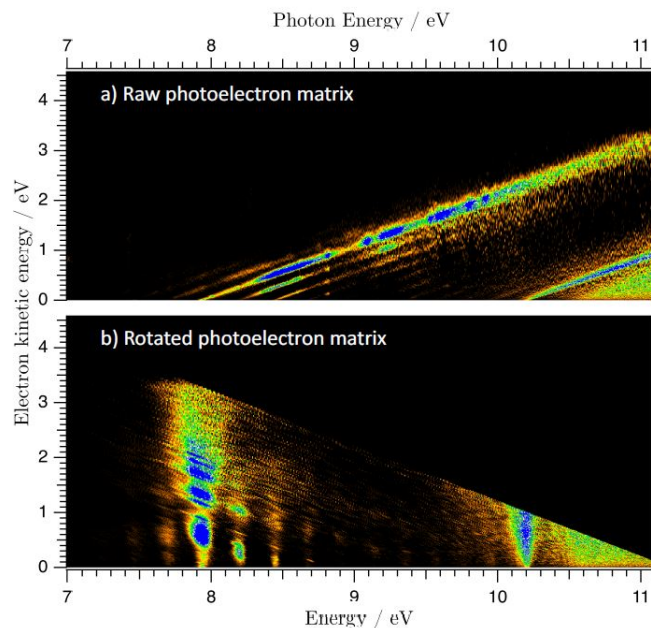 Photon Energy / eV
7 8 9 10 11
a) Raw photoelectron matrix
4
3
2
1
0
Electron kinetic energy / eV
b) Rotated photoelectron matrix
4
3
2
1
0
7 8 9 10 11
Energy / eV